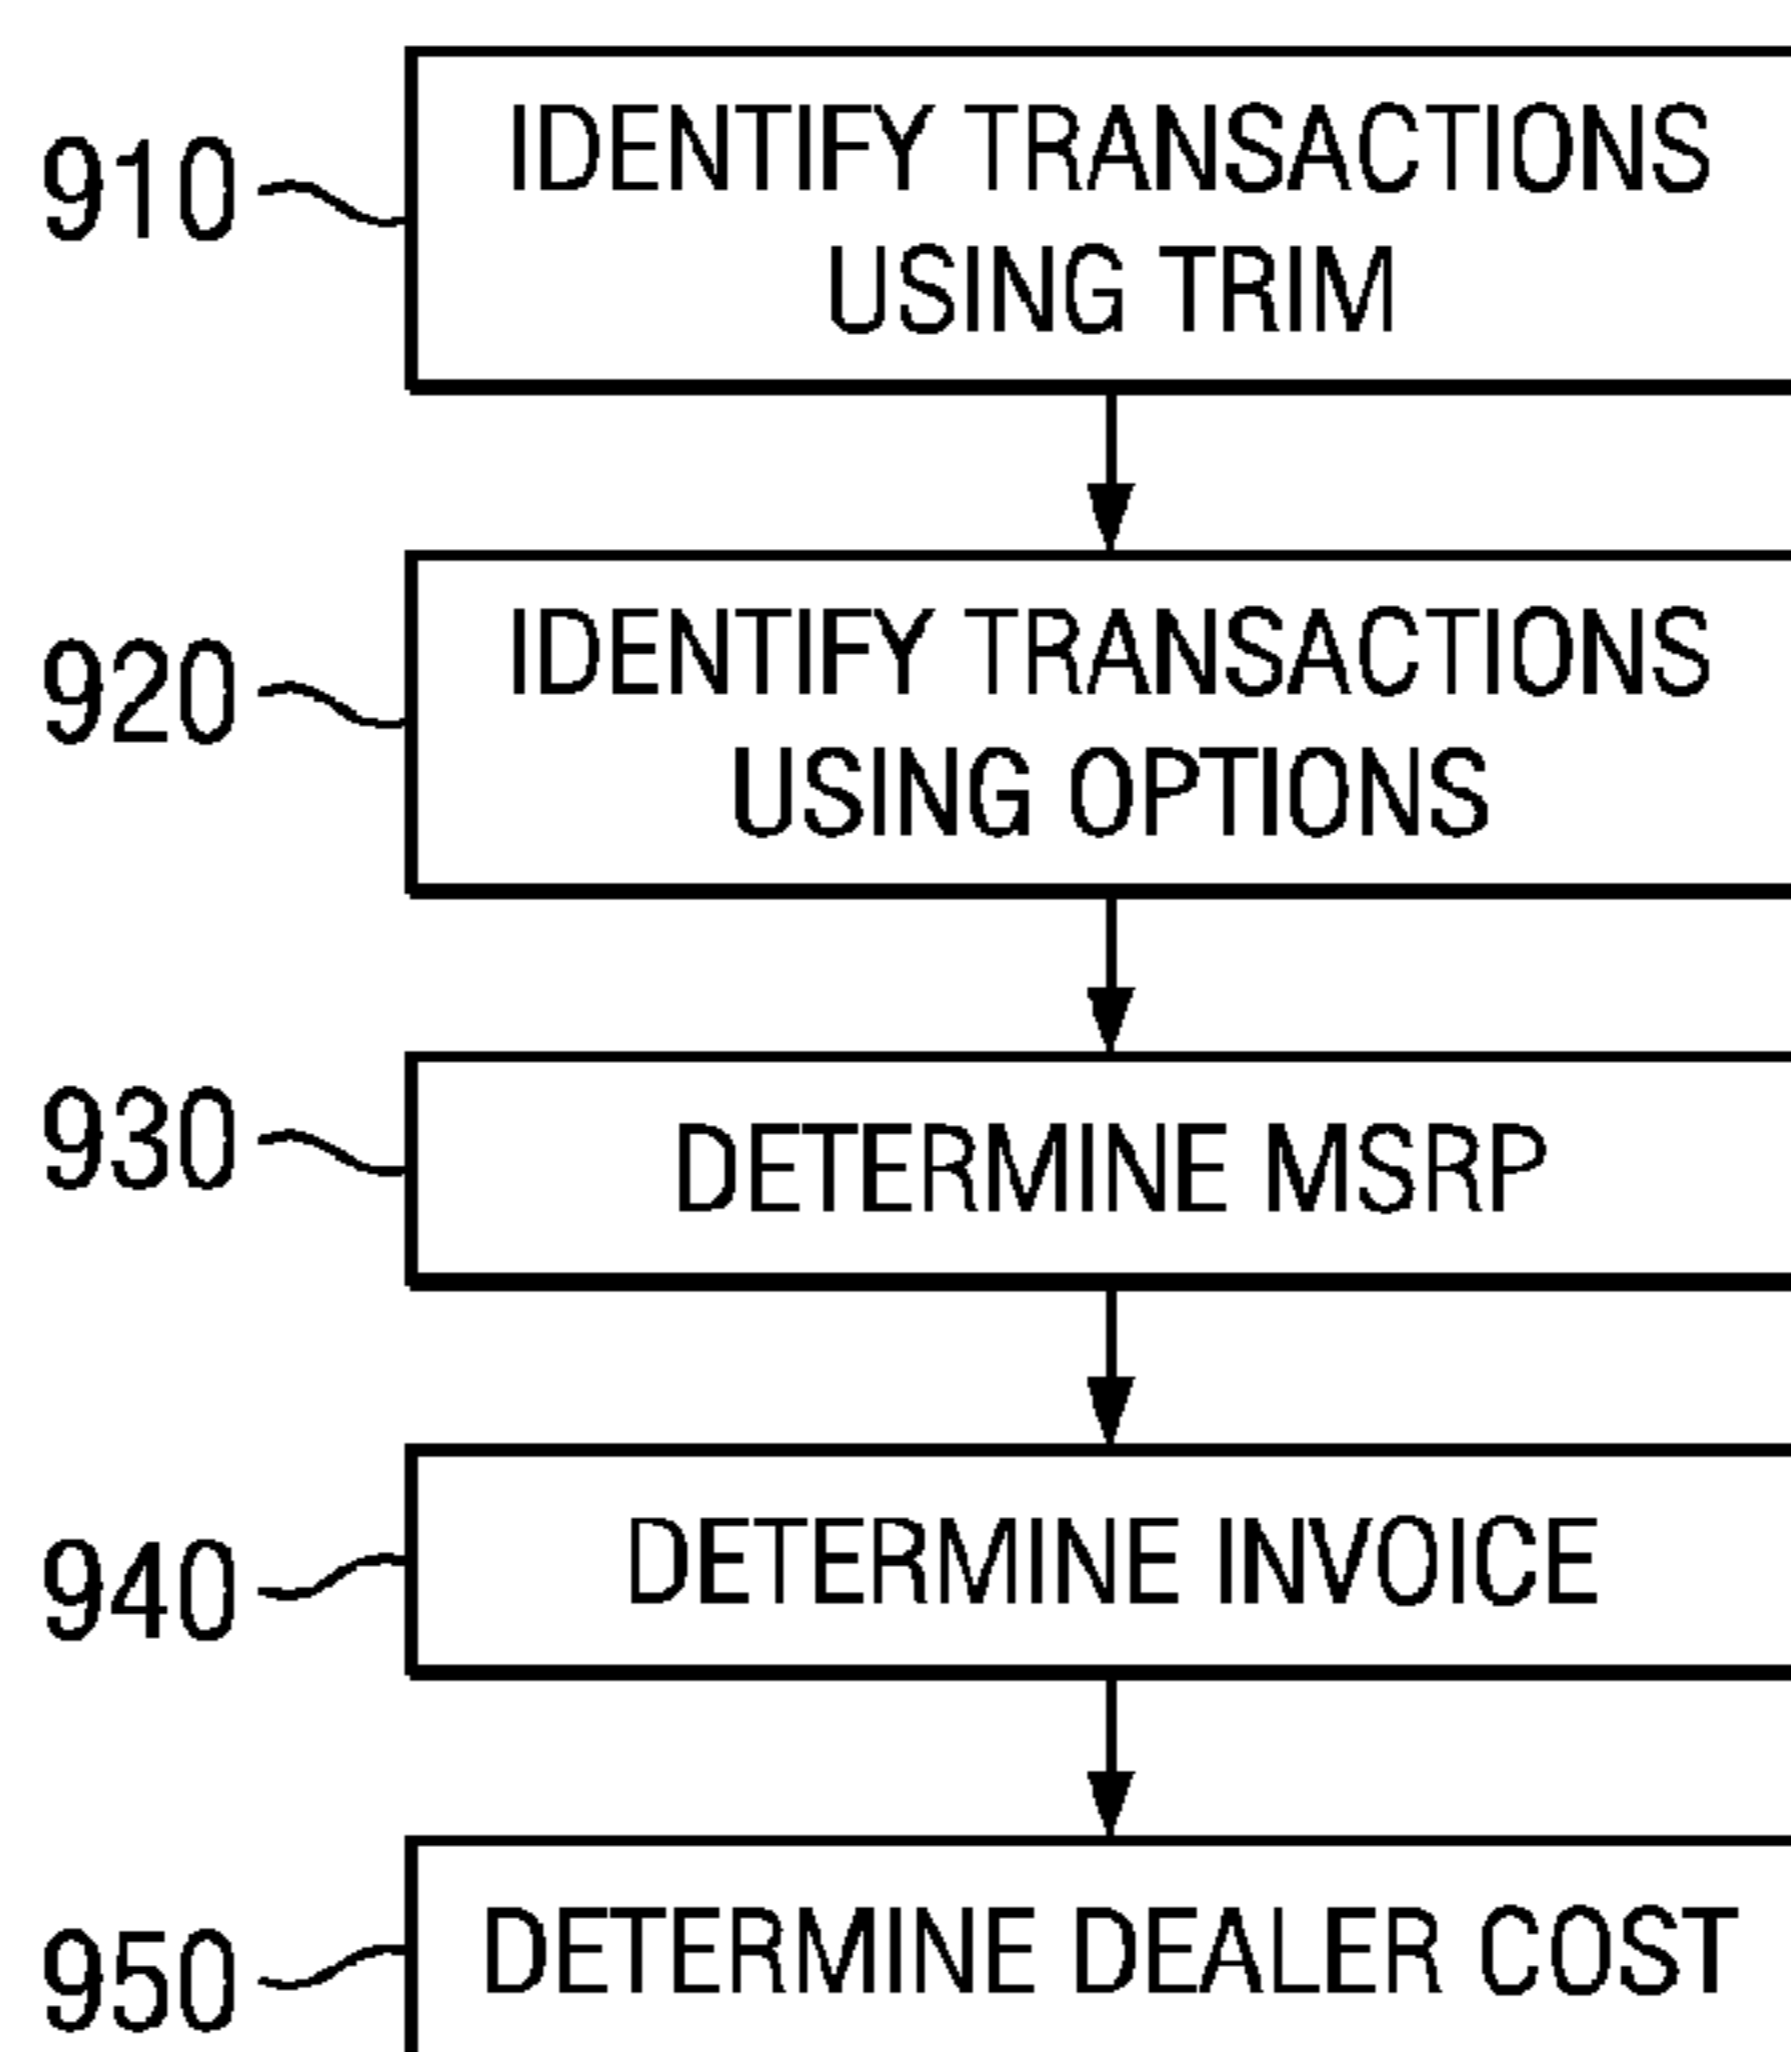 910
IDENTIFY TRANSACTIONS
USING TRIM
920
IDENTIFY TRANSACTIONS
USING OPTIONS
930
DETERMINE MSRP
940
DETERMINE INVOICE
950
DETERMINE DEALER COST